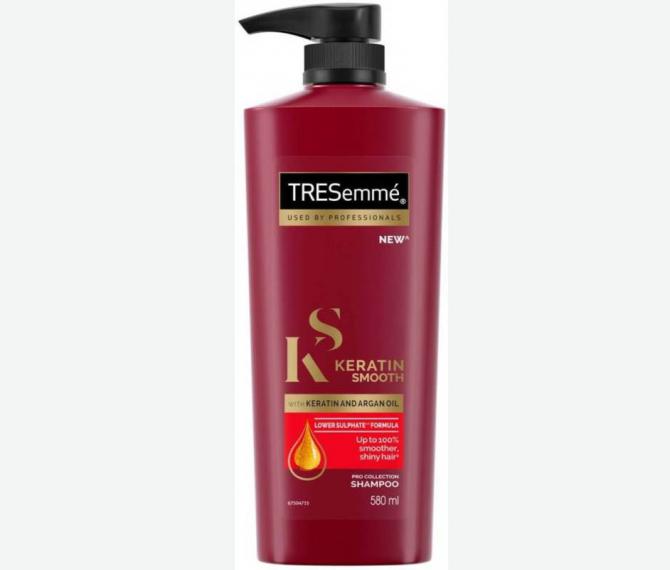 TRESemmé®
USED BY PROFESSIONALS
NEW^
KS
KERATIN
SMOOTH
WITH KERATIN AND ARGAN OIL
LOWER SULPHATE** FORMULA
Up to 100%
smoother,
shiny hair*
PRO COLLECTION
SHAMPOO
580 ml